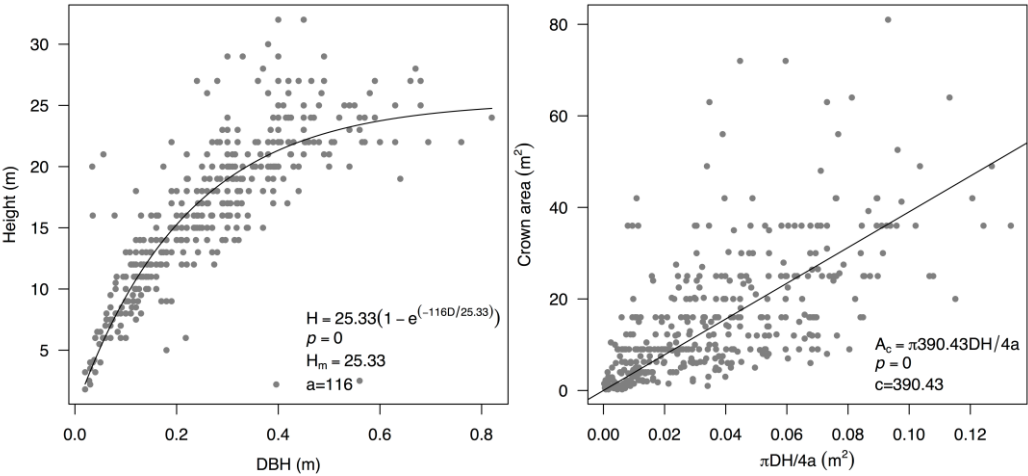 30
25
20
15
10
5
Height (m)
H = 25.33(1 − e^(−116D/25.33))
p = 0
H_m = 25.33
a=116
0.0 0.2 0.4 0.6 0.8
DBH (m)
80
60
40
20
0
Crown area (m²)
A_c = π390.43DH/4a
p = 0
c=390.43
0.00 0.02 0.04 0.06 0.08 0.10 0.12
πDH/4a (m²)